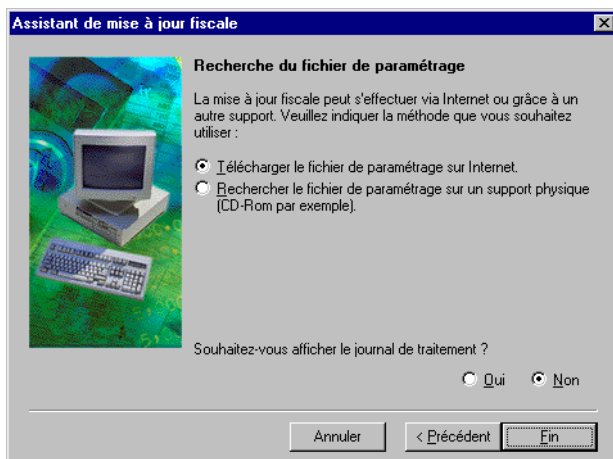 Assistant de mise à jour fiscale
Recherche du fichier de paramétrage
La mise à jour fiscale peut s'effectuer via Internet ou grâce à un
autre support. Veuillez indiquer la méthode que vous souhaitez
utiliser :
Télécharger le fichier de paramétrage sur Internet.
Rechercher le fichier de paramétrage sur un support physique
(CD-Rom par exemple).
Souhaitez-vous afficher le journal de traitement ?
Oui Non
Annuler < Précédent Fin